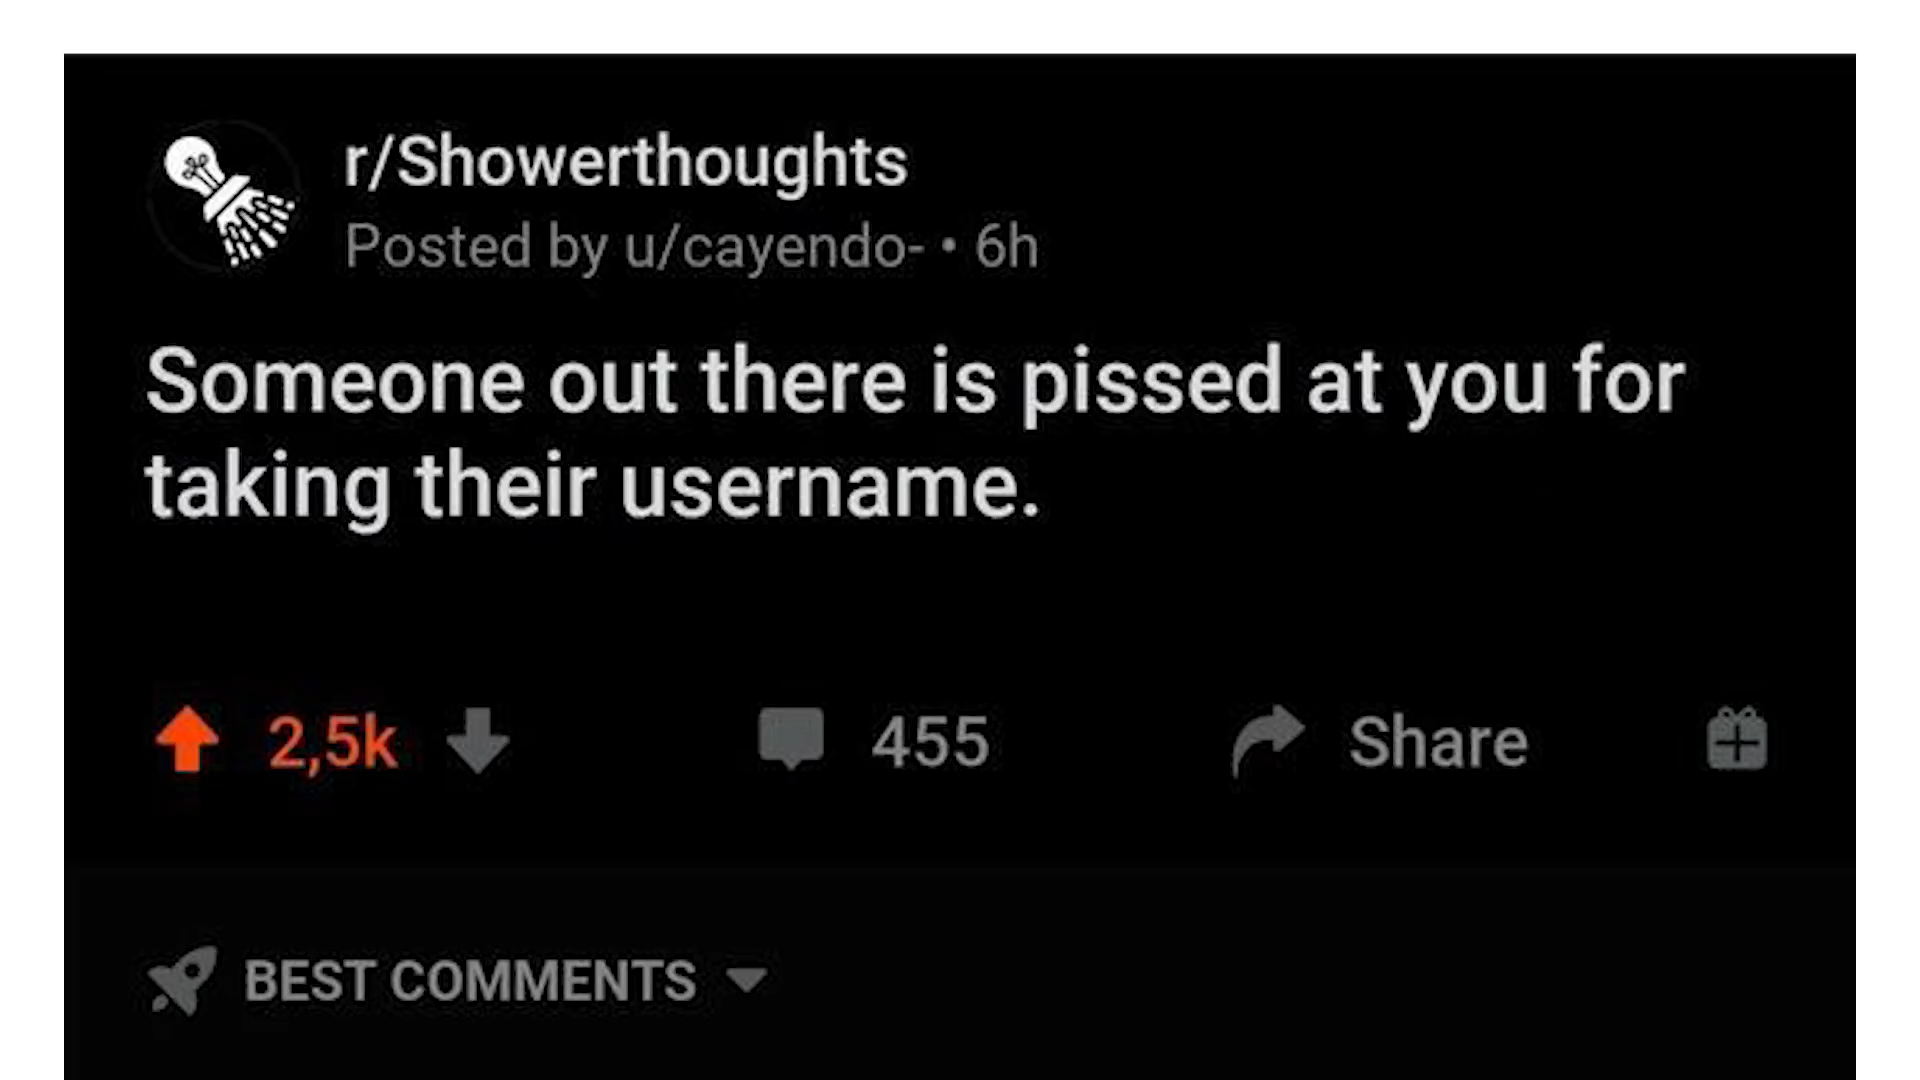 r/Showerthoughts
Posted by u/cayendo- • 6h
Someone out there is pissed at you for
taking their username.
2,5k 455 Share
BEST COMMENTS